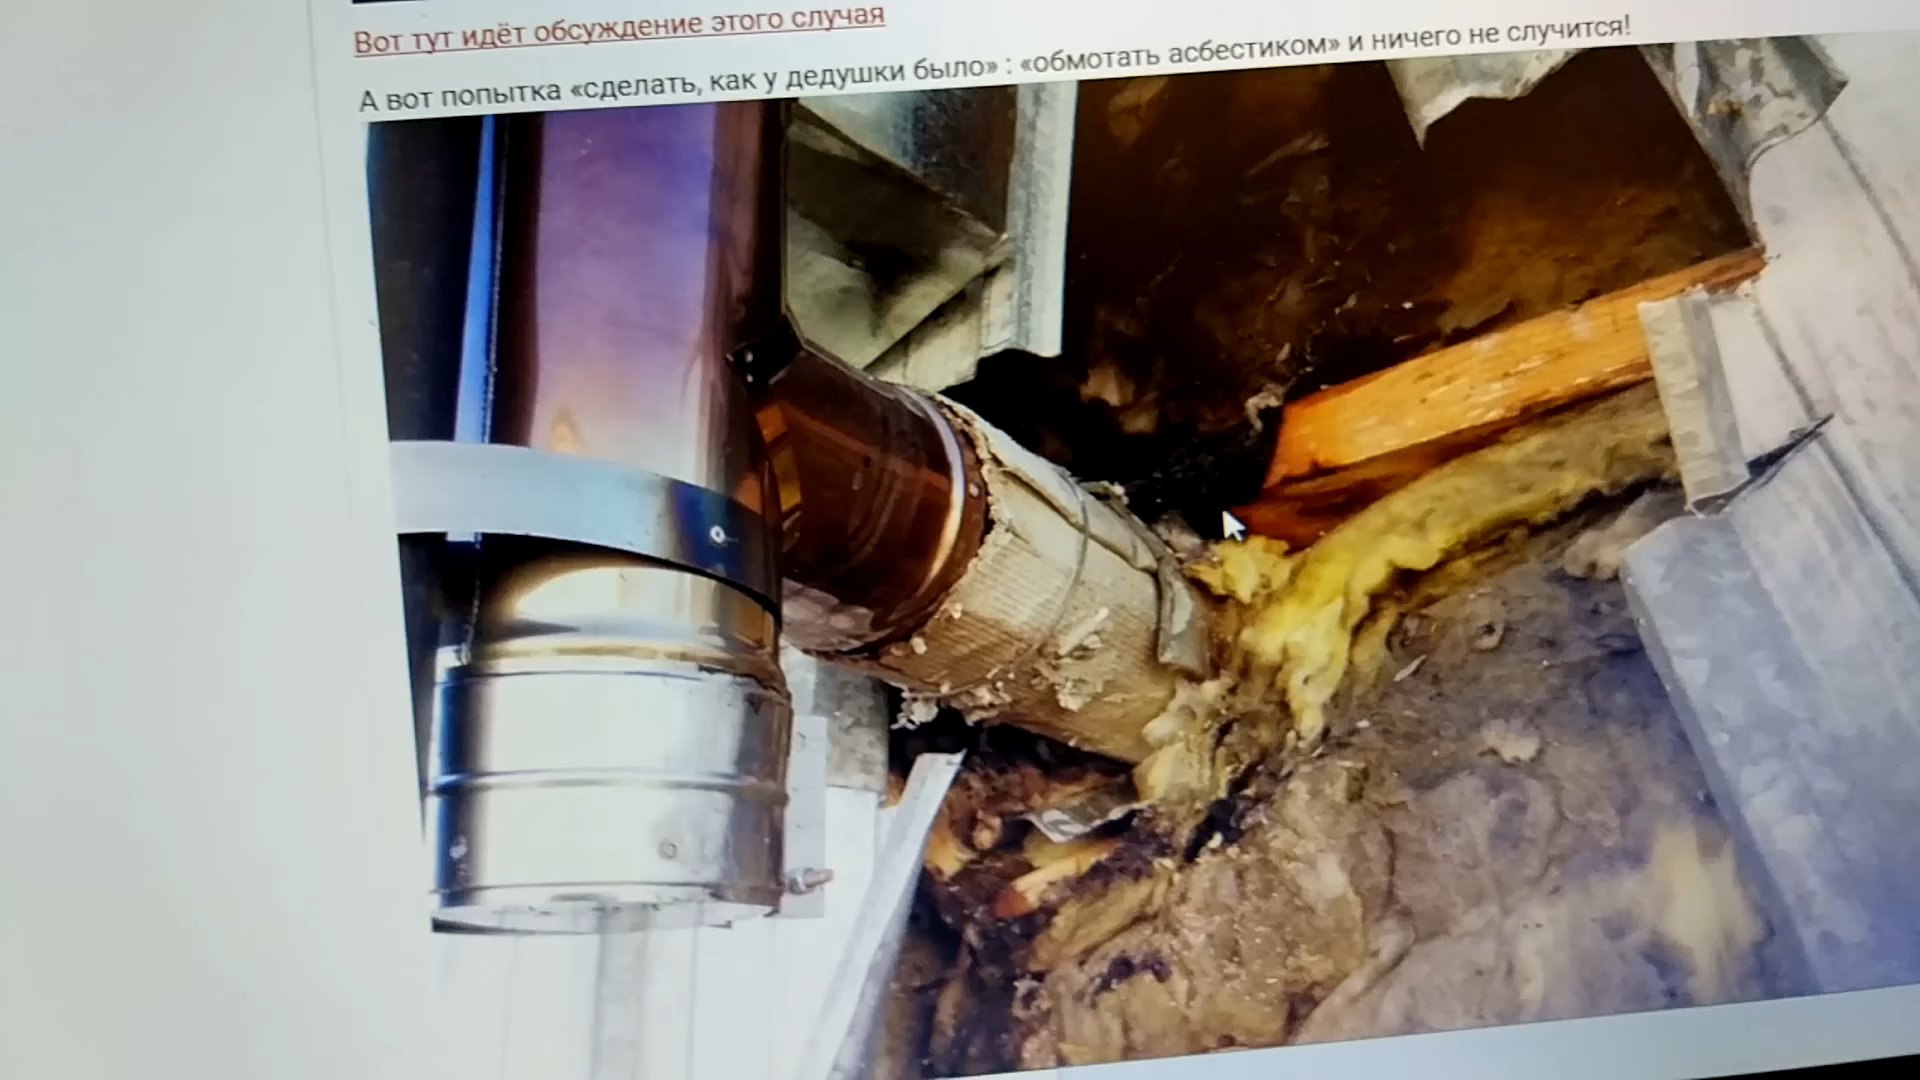 Вот тут идёт обсуждение этого случая
А вот попытка «сделать, как у дедушки было» : «обмотать асбестиком» и ничего не случится!